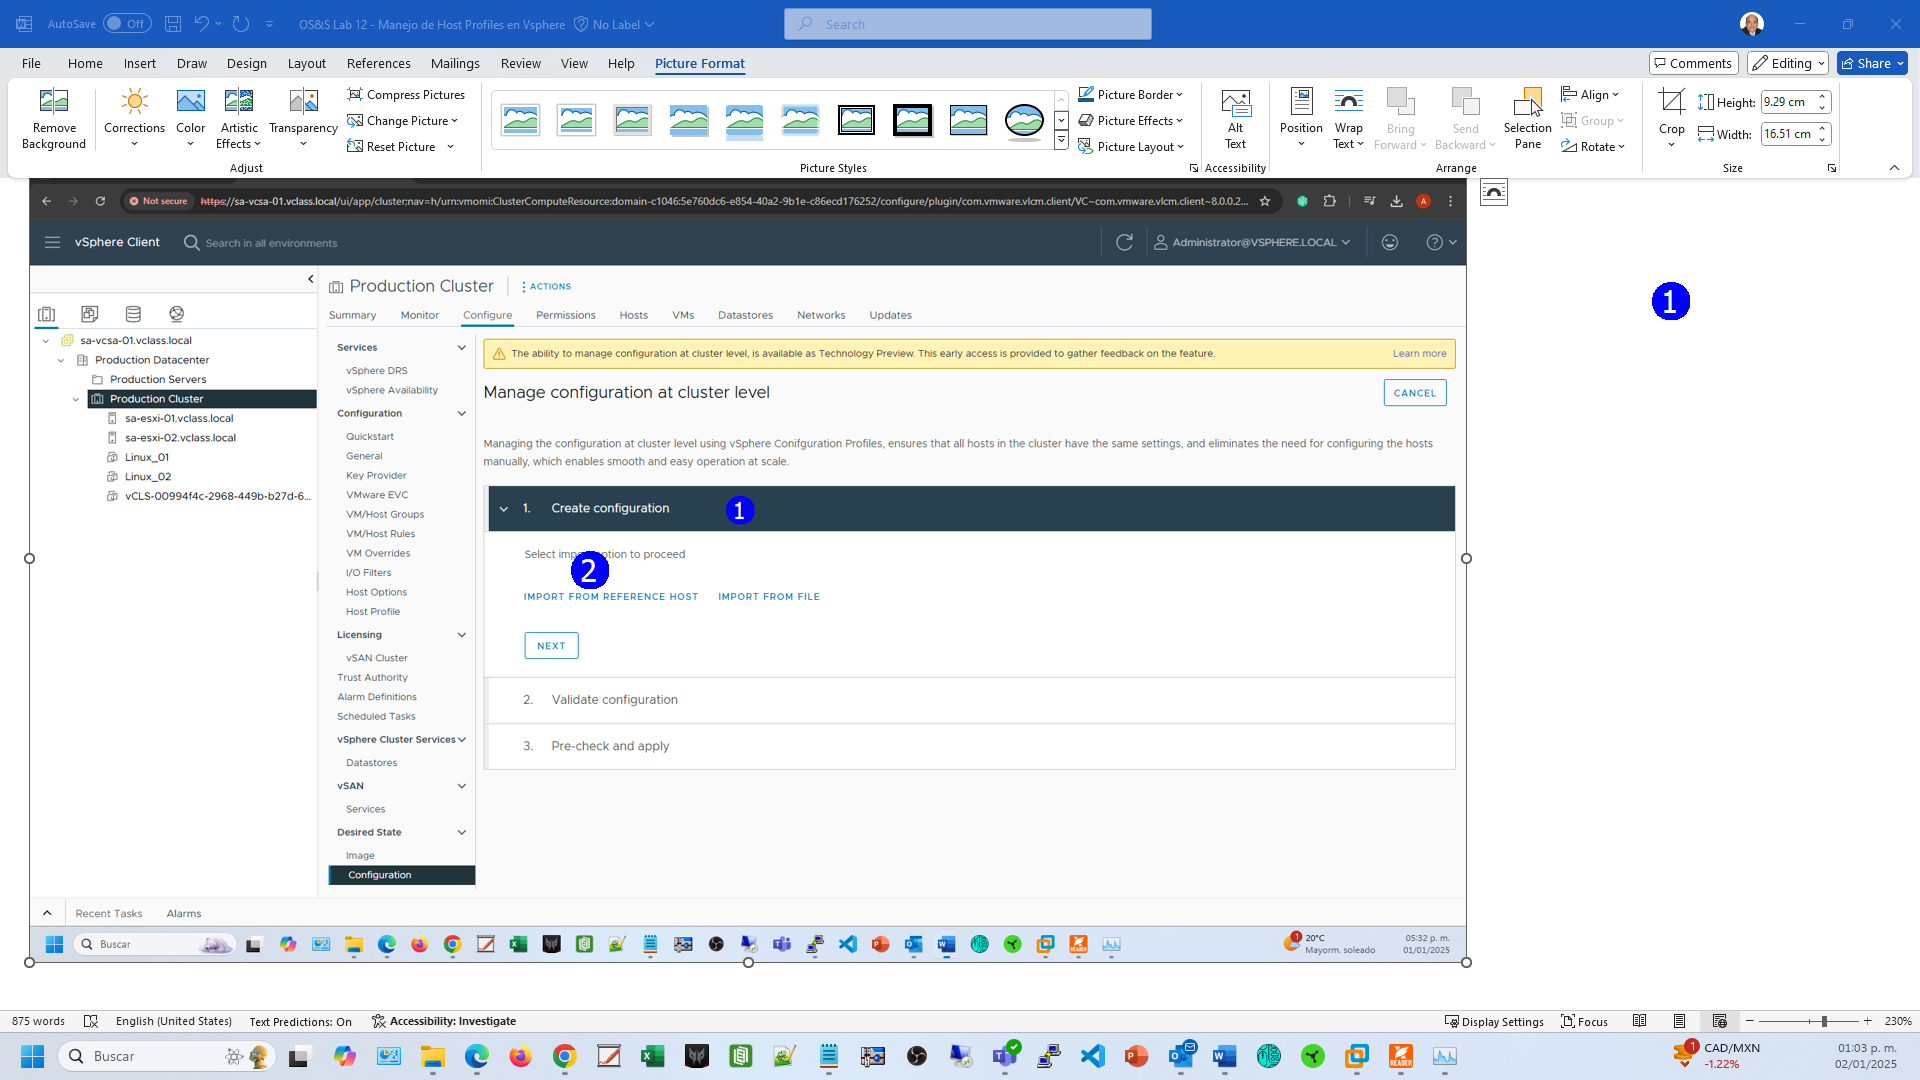 AutoSave Off OS&S Lab 12 - Manejo de Host Profiles en Vsphere No Label Search
File Home Insert Draw Design Layout References Mailings Review View Help Picture Format Comments Editing Share
Remove Background
Corrections
Color
Artistic Effects
Transparency
Compress Pictures
Change Picture
Reset Picture
Adjust
Picture Styles
Picture Border
Picture Effects
Picture Layout
Alt Text
Accessibility
Position
Wrap Text
Bring Forward
Send Backward
Selection Pane
Align
Group
Rotate
Arrange
Crop
Height: 9.29 cm
Width: 16.51 cm
Size
Not secure https://sa-vcsa-01.vclass.local/ui/app/cluster;nav=h/urn:vmomi:ClusterComputeResource:domain-c1046:5e760dc6-e854-40a2-9b1e-c86ecd176252/configure/plugin/com.vmware.vlcm.client/VC~com.vmware.vlcm.client~8.0.0.2... A
vSphere Client Search in all environments Administrator@VSPHERE.LOCAL
Production Cluster ACTIONS
1
Summary Monitor Configure Permissions Hosts VMs Datastores Networks Updates
sa-vcsa-01.vclass.local
Production Datacenter
Production Servers
Production Cluster
sa-esxi-01.vclass.local
sa-esxi-02.vclass.local
Linux_01
Linux_02
vCLS-00994f4c-2968-449b-b27d-6...
Services
vSphere DRS
vSphere Availability
Configuration
Quickstart
General
Key Provider
VMware EVC
VM/Host Groups
VM/Host Rules
VM Overrides
I/O Filters
Host Options
Host Profile
Licensing
vSAN Cluster
Trust Authority
Alarm Definitions
Scheduled Tasks
vSphere Cluster Services
Datastores
vSAN
Services
Desired State
Image
Configuration
The ability to manage configuration at cluster level, is available as Technology Preview. This early access is provided to gather feedback on the feature. Learn more
Manage configuration at cluster level CANCEL
Managing the configuration at cluster level using vSphere Conifguration Profiles, ensures that all hosts in the cluster have the same settings, and eliminates the need for configuring the hosts
manually, which enables smooth and easy operation at scale.
1. Create configuration 1
Select import option to proceed
2
IMPORT FROM REFERENCE HOST IMPORT FROM FILE
NEXT
2. Validate configuration
3. Pre-check and apply
Recent Tasks Alarms
Buscar 1 20°C 05:32 p. m.
Mayorm. soleado 01/01/2025
875 words English (United States) Text Predictions: On Accessibility: Investigate Display Settings Focus 230%
Buscar 1 CAD/MXN 01:03 p. m.
READER -1.22% 02/01/2025